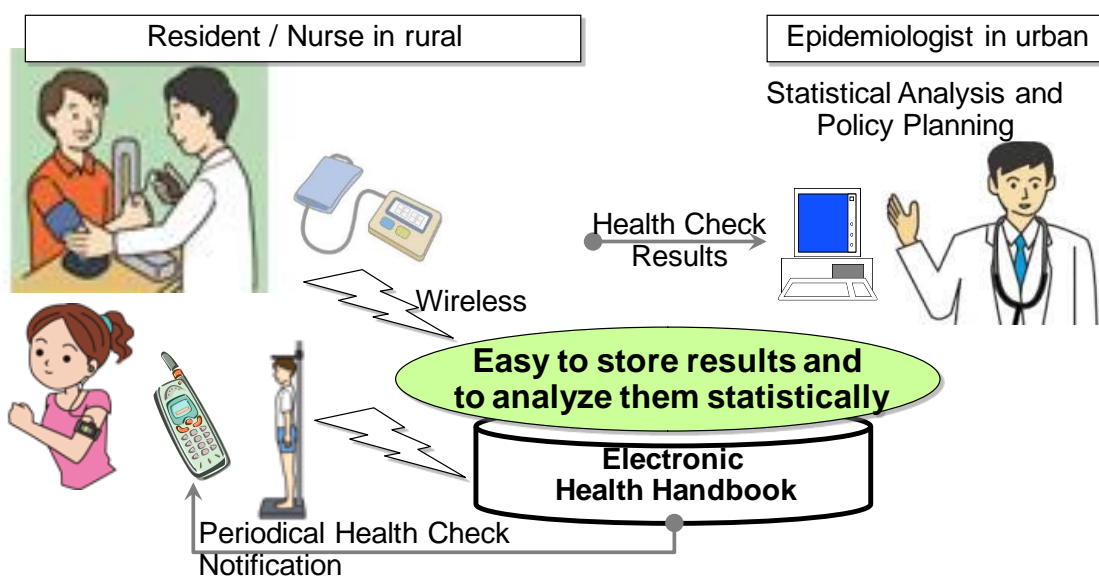 Resident / Nurse in rural
Epidemiologist in urban
Statistical Analysis and
Policy Planning
Health Check
Results
Wireless
Easy to store results and
to analyze them statistically
Electronic
Health Handbook
Periodical Health Check
Notification